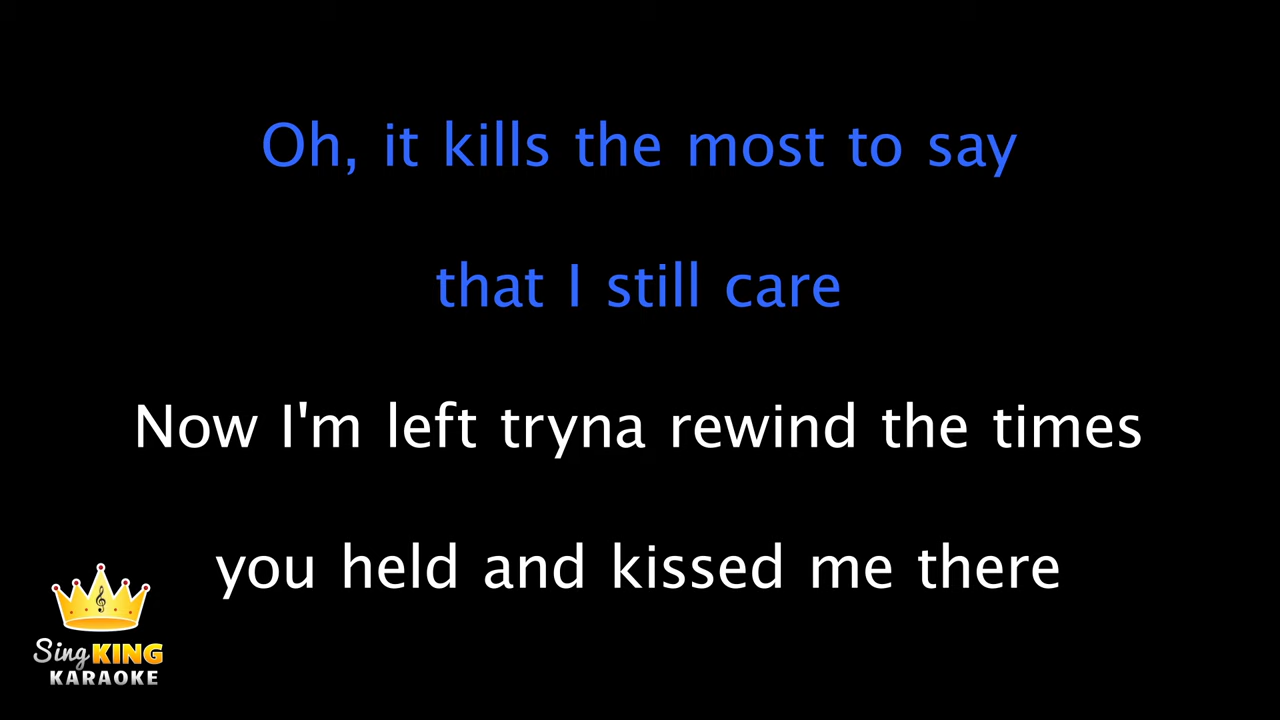 Oh, it kills the most to say
that I still care
Now I'm left tryna rewind the times
you held and kissed me there
Sing KING
KARAOKE